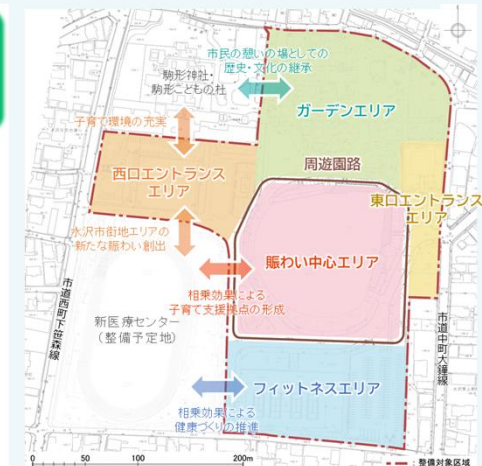 市民の憩いの場としての
歴史・文化の継承
駒形神社・
駒形こどもの杜
ガーデンエリア
子育て環境の充実
周遊園路
西口エントランス
エリア
東口エントランス
エリア
水沢市街地エリアの
新たな賑わい創出
賑わい中心エリア
相乗効果による
子育て支援拠点の形成
市道西町下笹森線
新医療センター
(整備予定地)
市道中町大鐘線
フィットネスエリア
相乗効果による
健康づくりの推進
0 50 100 200m
:整備対象区域